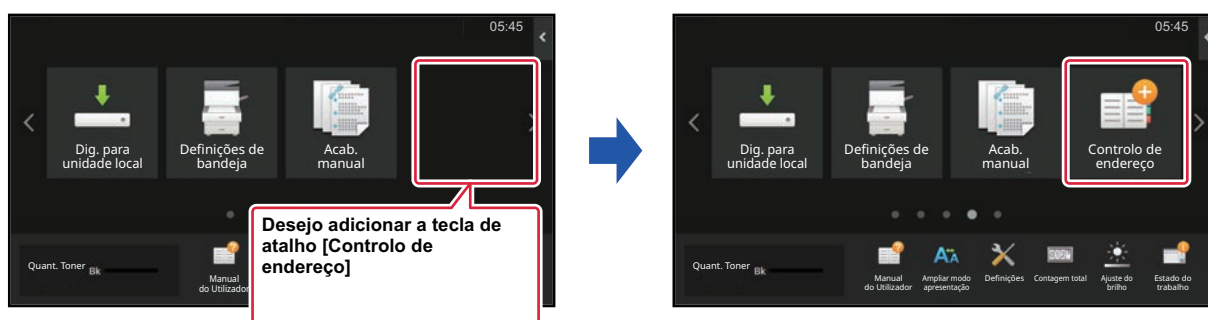 05:45
Dig. para
unidade local
Definições de
bandeja
Acab.
manual
Desejo adicionar a tecla de
atalho [Controlo de
endereço]
Quant. Toner
Bk
Manual
do Utilizador
05:45
Dig. para
unidade local
Definições de
bandeja
Acab.
manual
Controlo de
endereço
Quant. Toner
Bk
Manual
do Utilizador
Ampliar modo
apresentação
Definições
Contagem total
Ajuste do
brilho
Estado do
trabalho